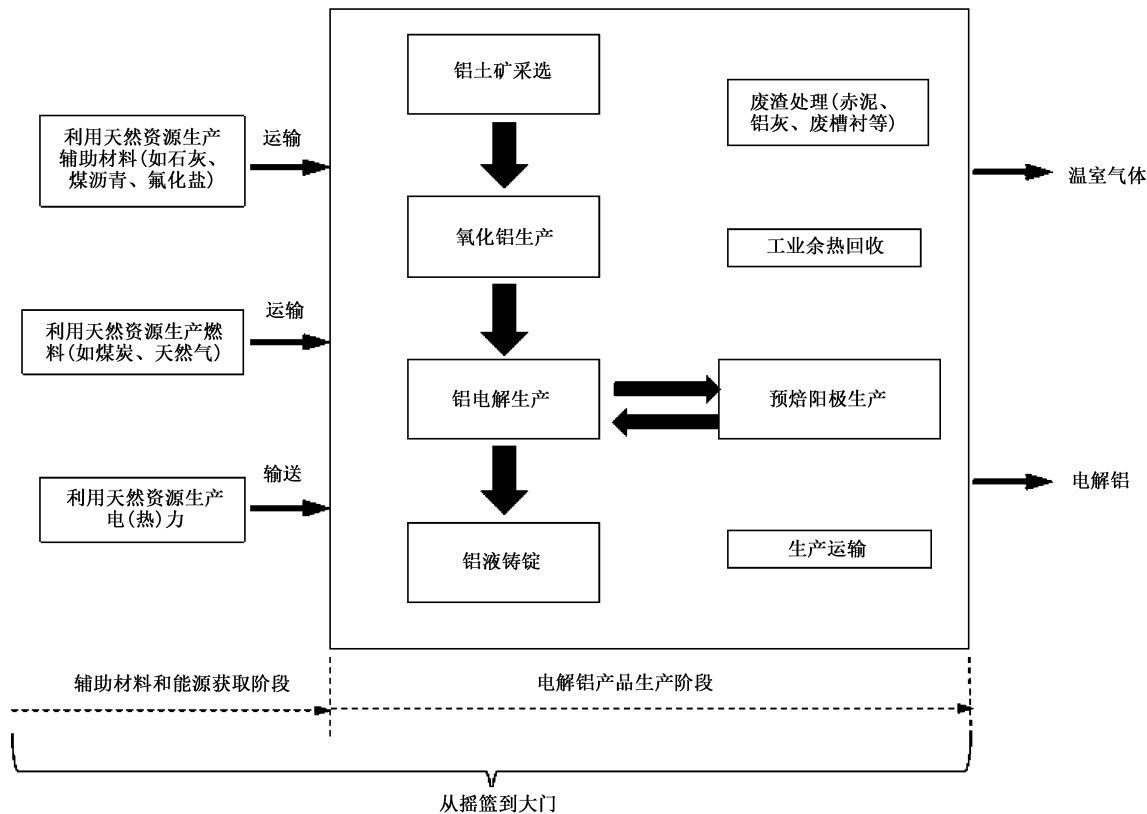 铝土矿采选
废渣处理(赤泥、
铝灰、废槽衬等)
运输
利用天然资源生产
辅助材料(如石灰、
煤沥青、氟化盐)
温室气体
氧化铝生产
工业余热回收
运输
利用天然资源生产燃
料(如煤炭、天然气)
铝电解生产
预焙阳极生产
输送
利用天然资源生产
电(热)力
电解铝
铝液铸锭
生产运输
辅助材料和能源获取阶段
电解铝产品生产阶段
从摇篮到大门